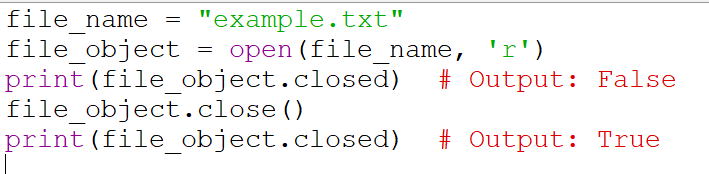 file_name = "example.txt"
file_object = open(file_name, 'r')
print(file_object.closed)  # Output: False
file_object.close()
print(file_object.closed)  # Output: True